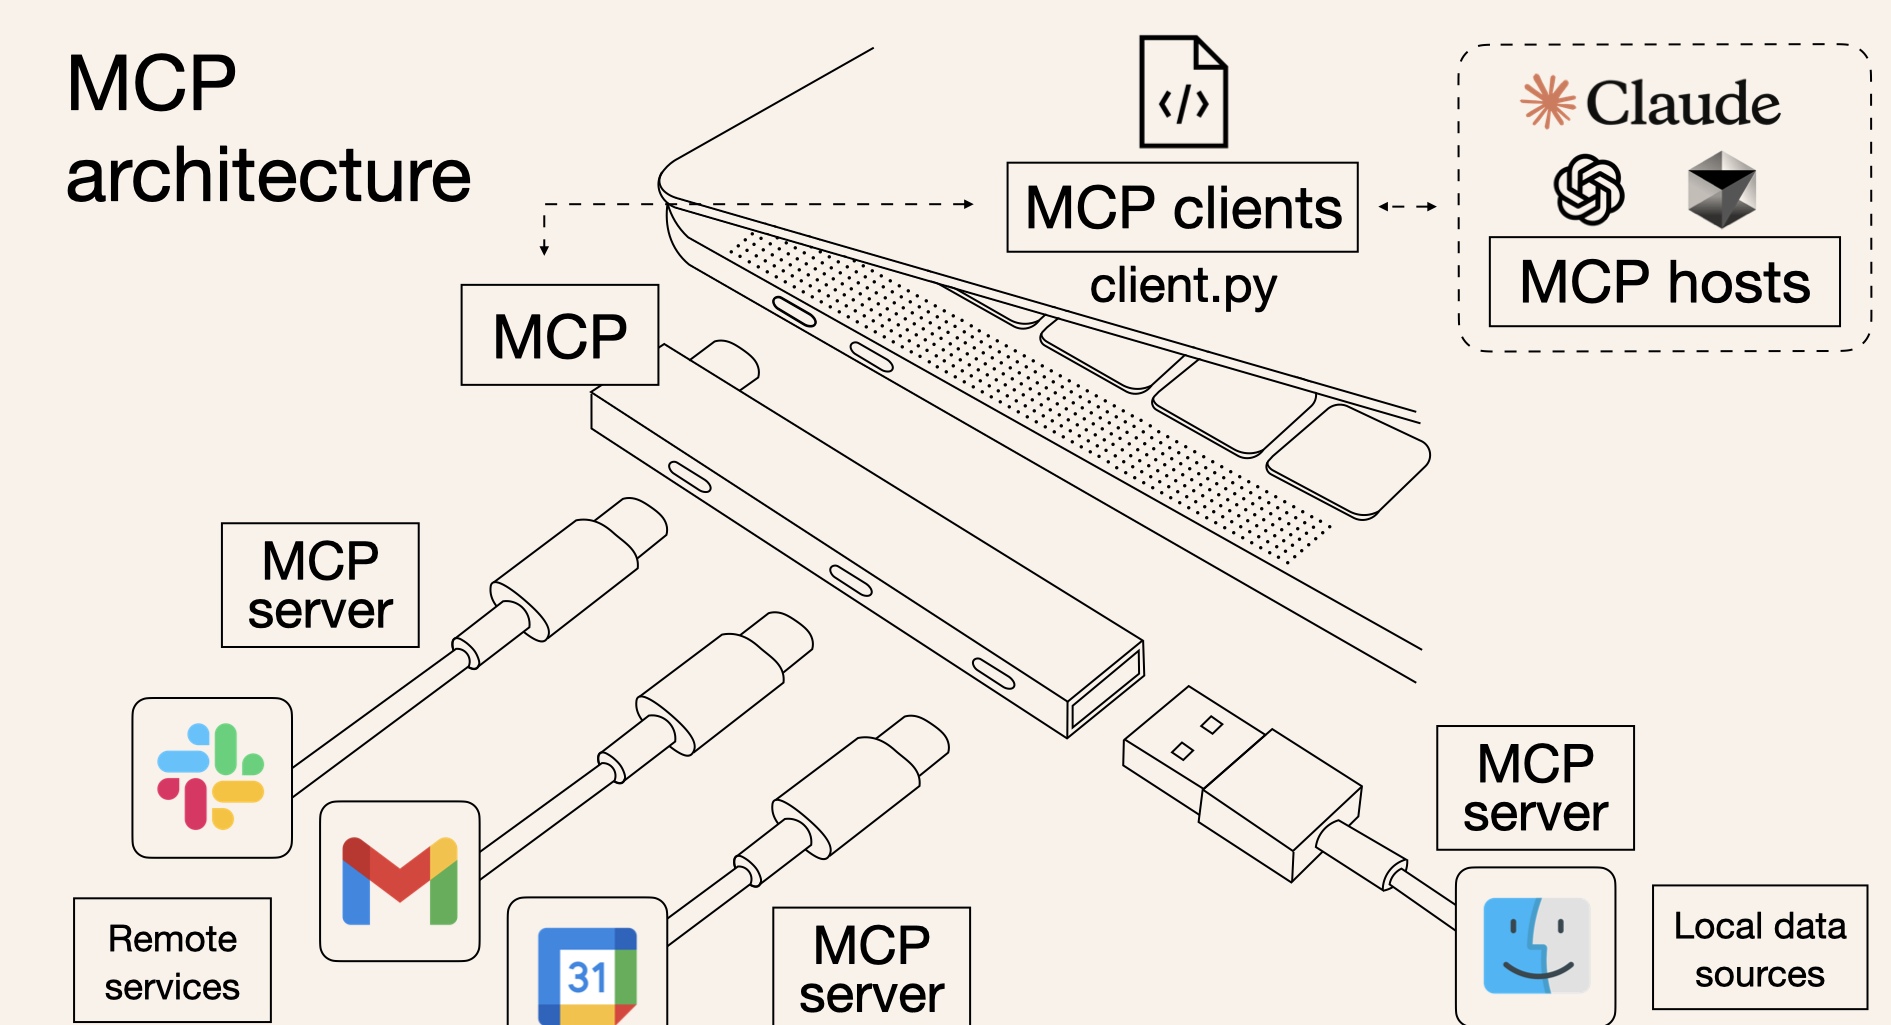 MCP
architecture
Claude
MCP clients
client.py
MCP hosts
MCP
MCP
server
MCP
server
Remote
services
31
MCP
server
Local data
sources